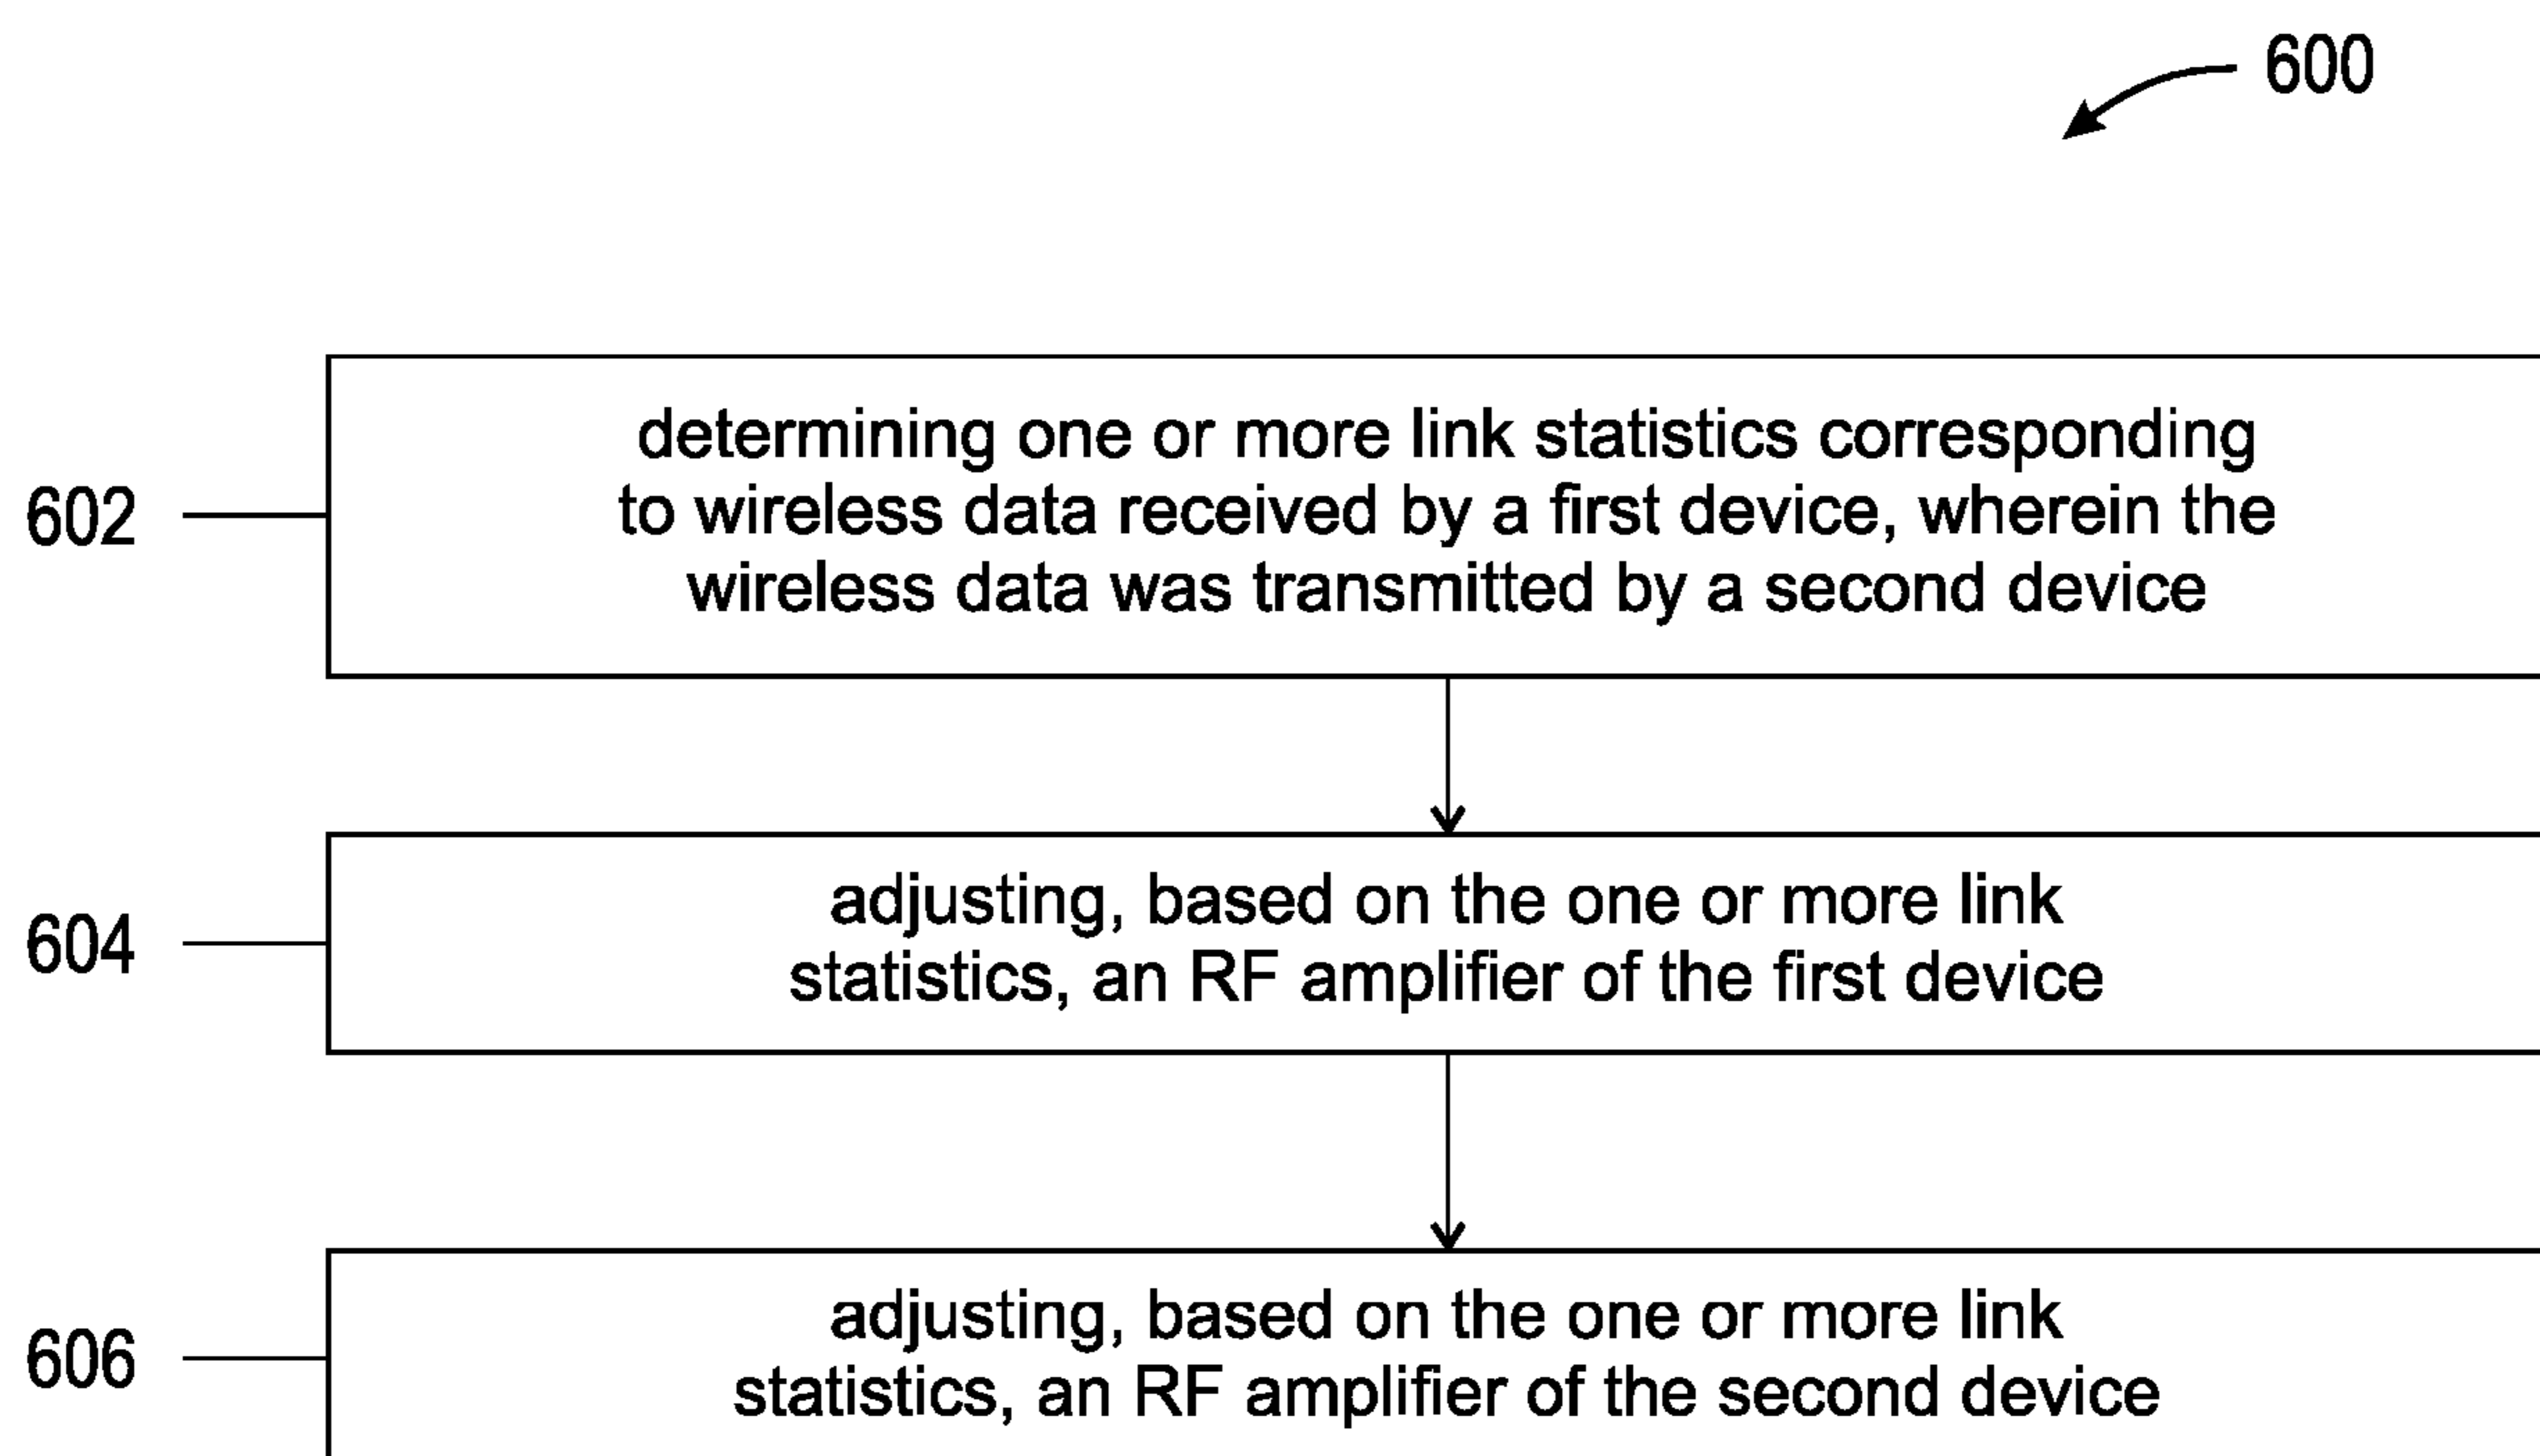 600
602
determining one or more link statistics corresponding
to wireless data received by a first device, wherein the
wireless data was transmitted by a second device
604
adjusting, based on the one or more link
statistics, an RF amplifier of the first device
606
adjusting, based on the one or more link
statistics, an RF amplifier of the second device